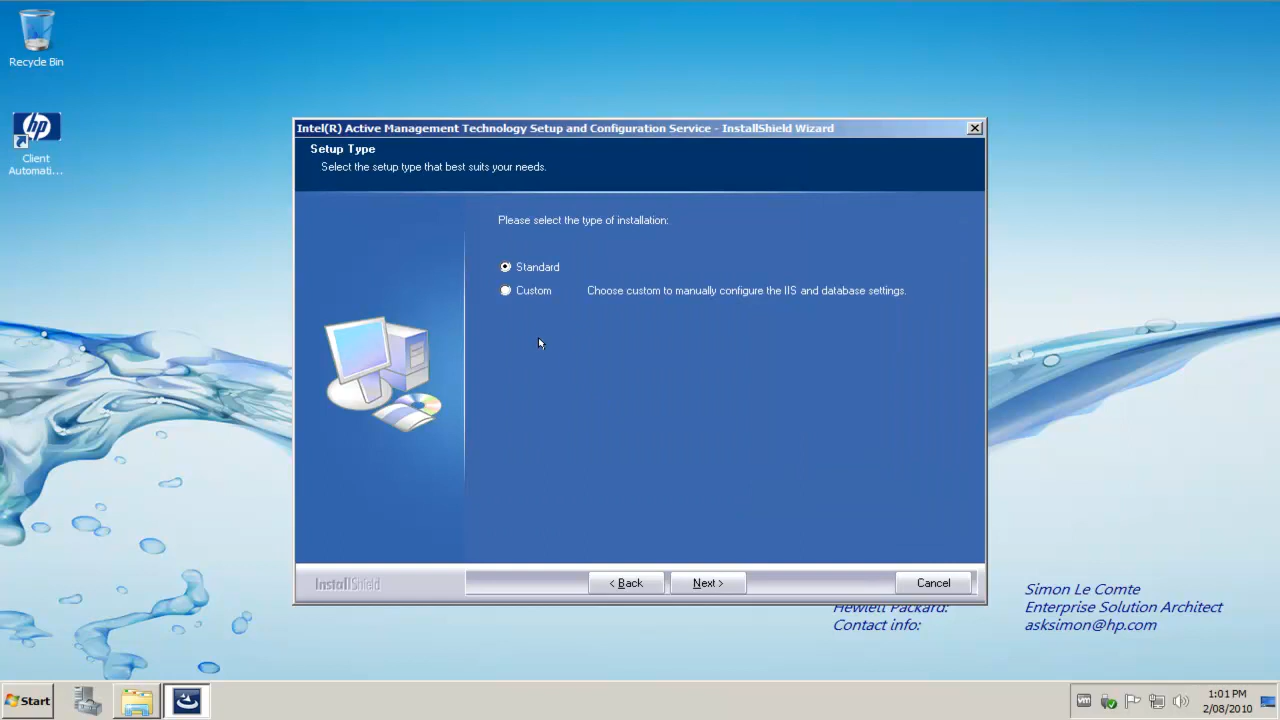 Recycle Bin
hp
Client
Automati...
Intel(R) Active Management Technology Setup and Configuration Service - InstallShield Wizard
Setup Type
Select the setup type that best suits your needs.
Please select the type of installation:
Standard
Custom Choose custom to manually configure the IIS and database settings.
InstallShield
< Back
Next >
Cancel
Simon Le Comte
Hewlett Packard: Enterprise Solution Architect
Contact info: asksimon@hp.com
Start
1:01 PM
2/08/2010